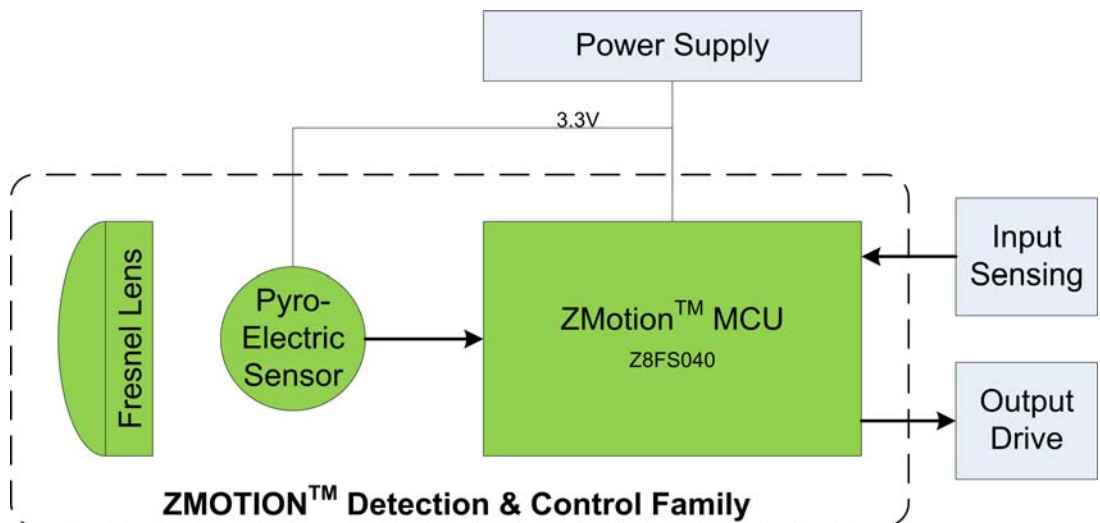 Power Supply
3.3V
Fresnel Lens
Pyro-
Electric
Sensor
ZMotion™ MCU
Z8FS040
Input
Sensing
Output
Drive
ZMOTION™ Detection & Control Family